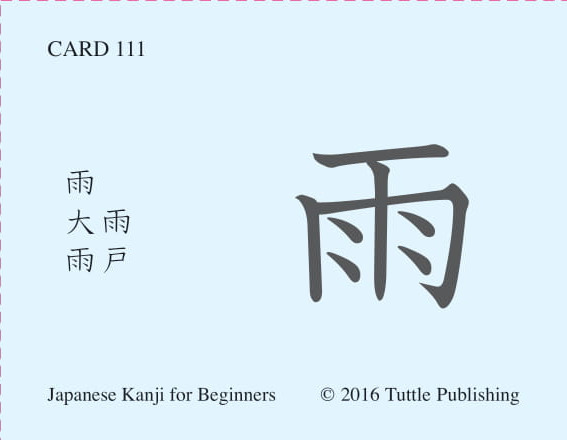 CARD 111
雨
大雨
雨戸
雨
Japanese Kanji for Beginners
© 2016 Tuttle Publishing